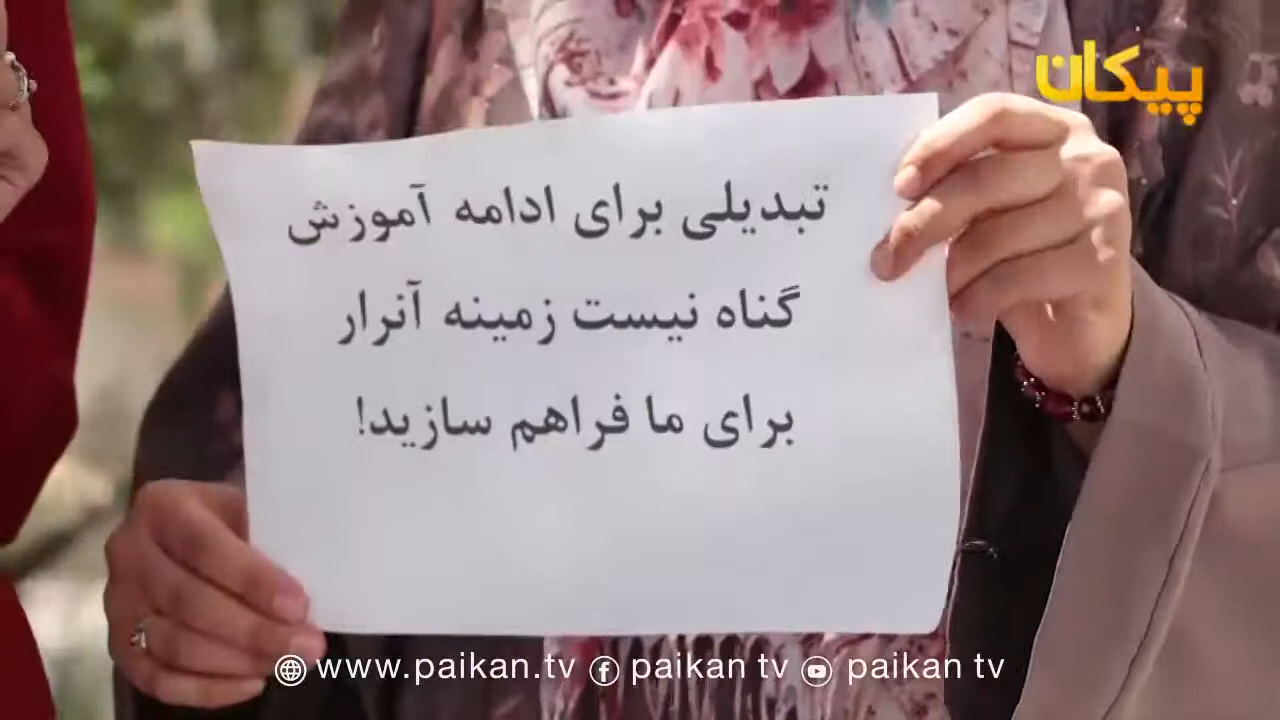 پیکان
تبدیلی برای ادامه آموزش
گناه نیست زمینه آنرار
برای ما فراهم سازید!
www.paikan.tv paikan tv paikan tv